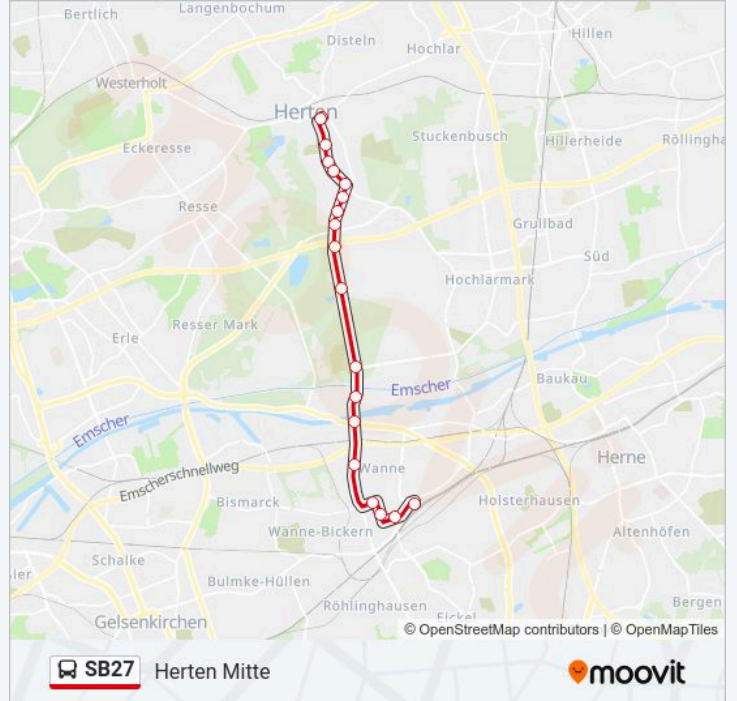 Bertlich
Langenbochum
Disteln
Hillen
Hochlar
Westerholt
Herten
Stuckenbusch
Hillerheide
Röllingha
Eckeresse
Resse
Grullbad
Süd
Hochlarmark
Resser Mark
Erle
Baukau
Emscher
Emscher
Herne
Wanne
Emscherschnellweg
Bismarck
Holsterhausen
Wanne-Bickern
Altenhöfen
Schalke
ler
Bulmke-Hüllen
Bergen
Röhlinghausen
Eickel
Gelsenkirchen
© OpenStreetMap contributors | © OpenMapTiles
SB27 Herten Mitte
moovit